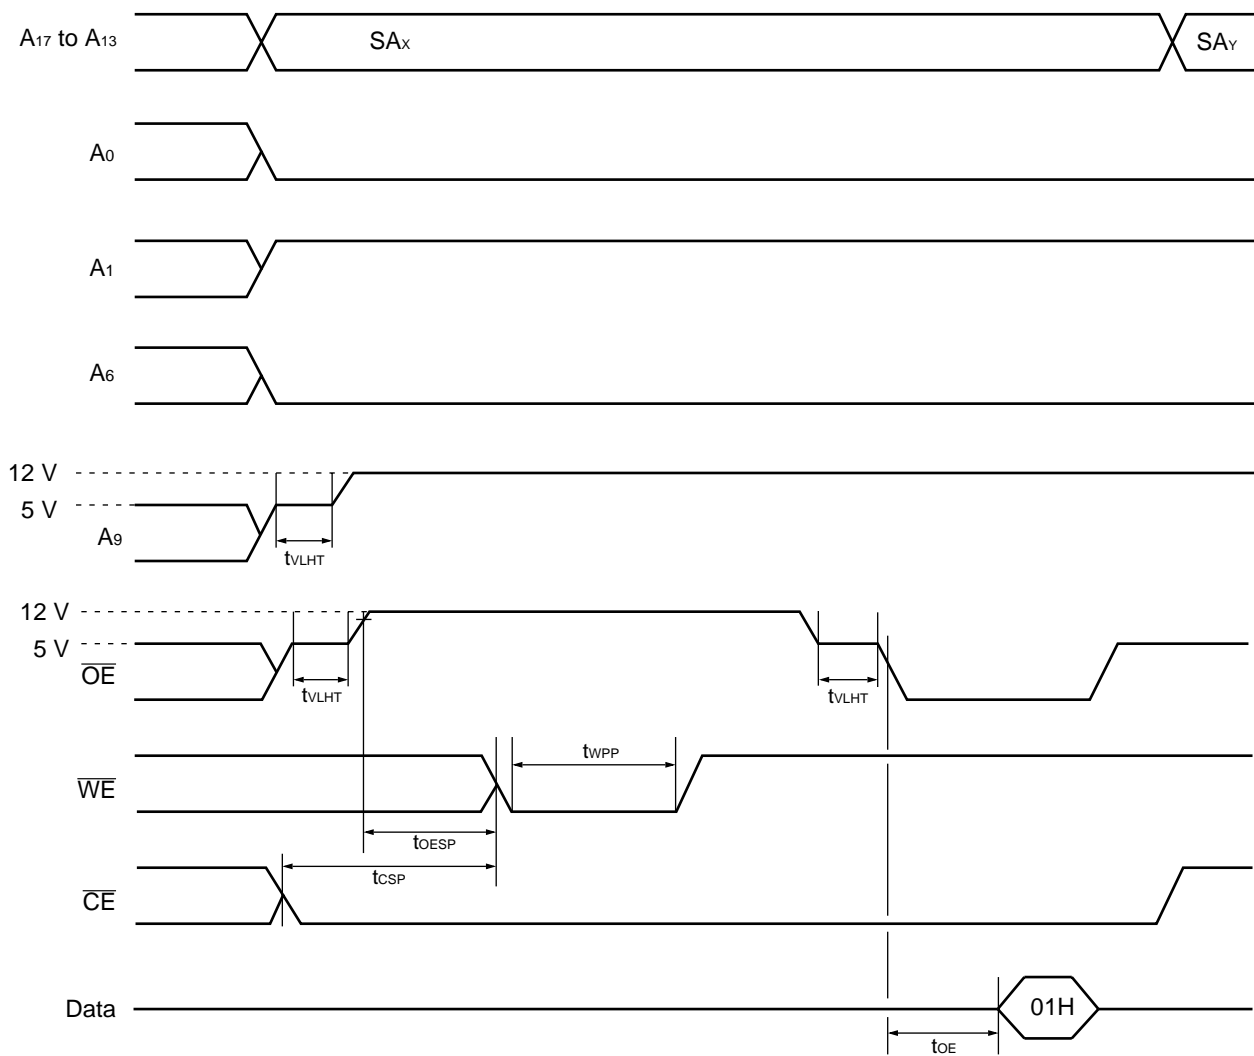 A17 to A13
SAX
SAY
A0
A1
A6
12 V
5 V
A9
tVLHT
12 V
5 V
OE
tVLHT
tVLHT
WE
tWPP
tOESP
tCSP
CE
Data
01H
tOE